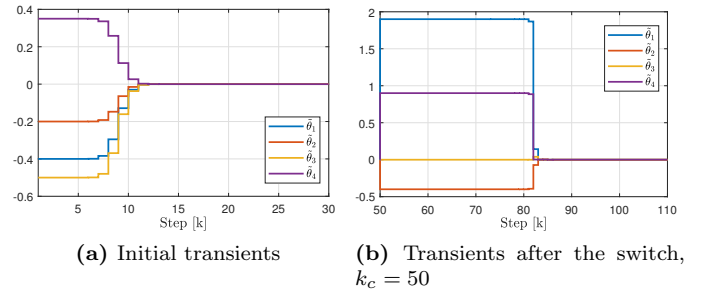 0.4
0.2
0
-0.2
-0.4
-0.6
5
10
15
20
25
30
Step [k]
θ̃₁
θ̃₂
θ̃₃
θ̃₄
(a) Initial transients
2
1.5
1
0.5
0
-0.5
50
60
70
80
90
100
110
Step [k]
θ̃₁
θ̃₂
θ̃₃
θ̃₄
(b) Transients after the switch,
k_c = 50